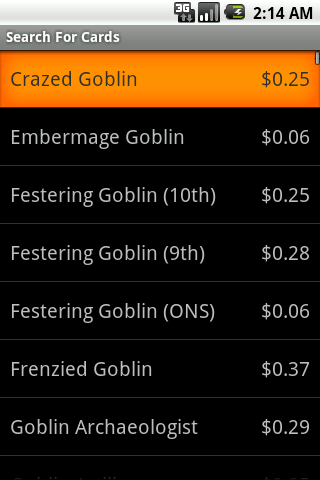 3G 2:14 AM
Search For Cards
Crazed Goblin $0.25
Embermage Goblin $0.06
Festering Goblin (10th) $0.25
Festering Goblin (9th) $0.28
Festering Goblin (ONS) $0.06
Frenzied Goblin $0.37
Goblin Archaeologist $0.29